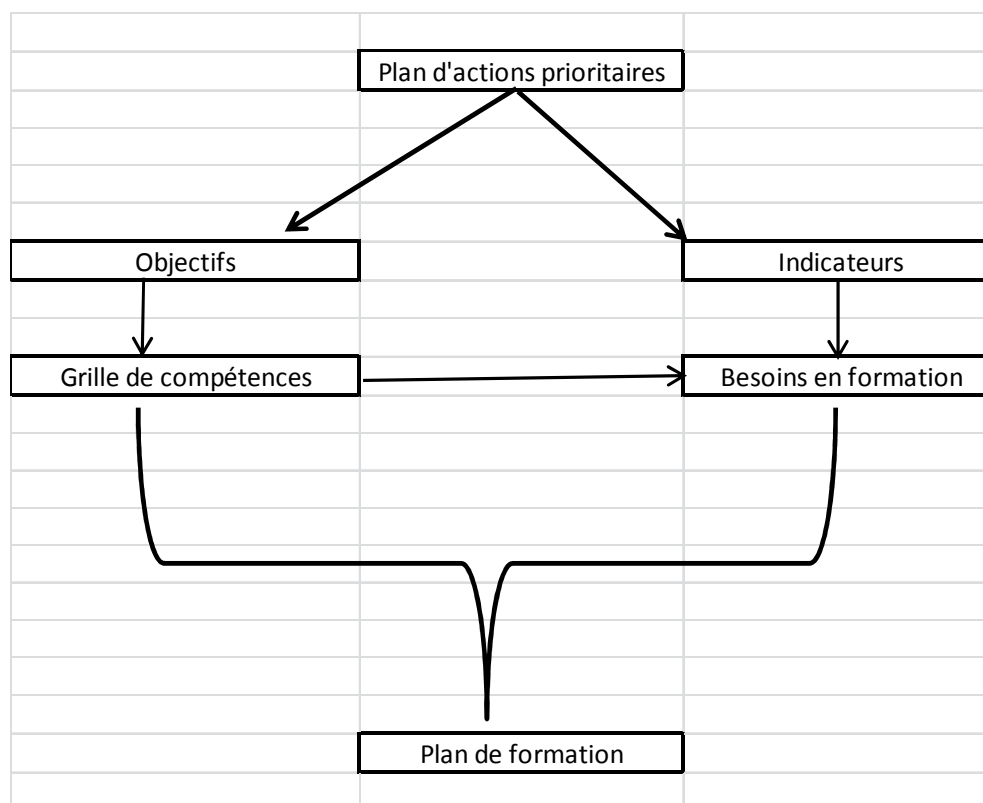 Plan d'actions prioritaires
Objectifs
Indicateurs
Grille de compétences
Besoins en formation
Plan de formation